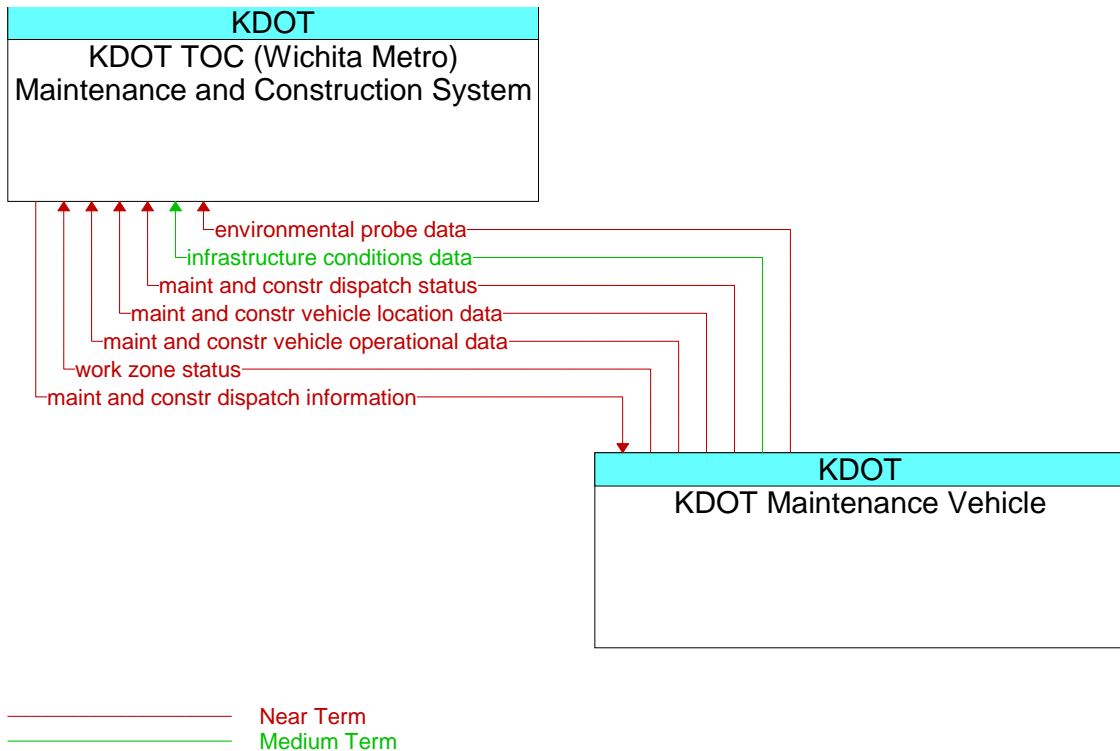 KDOT
KDOT TOC (Wichita Metro)
Maintenance and Construction System
environmental probe data
infrastructure conditions data
maint and constr dispatch status
maint and constr vehicle location data
maint and constr vehicle operational data
work zone status
maint and constr dispatch information
KDOT
KDOT Maintenance Vehicle
Near Term
Medium Term